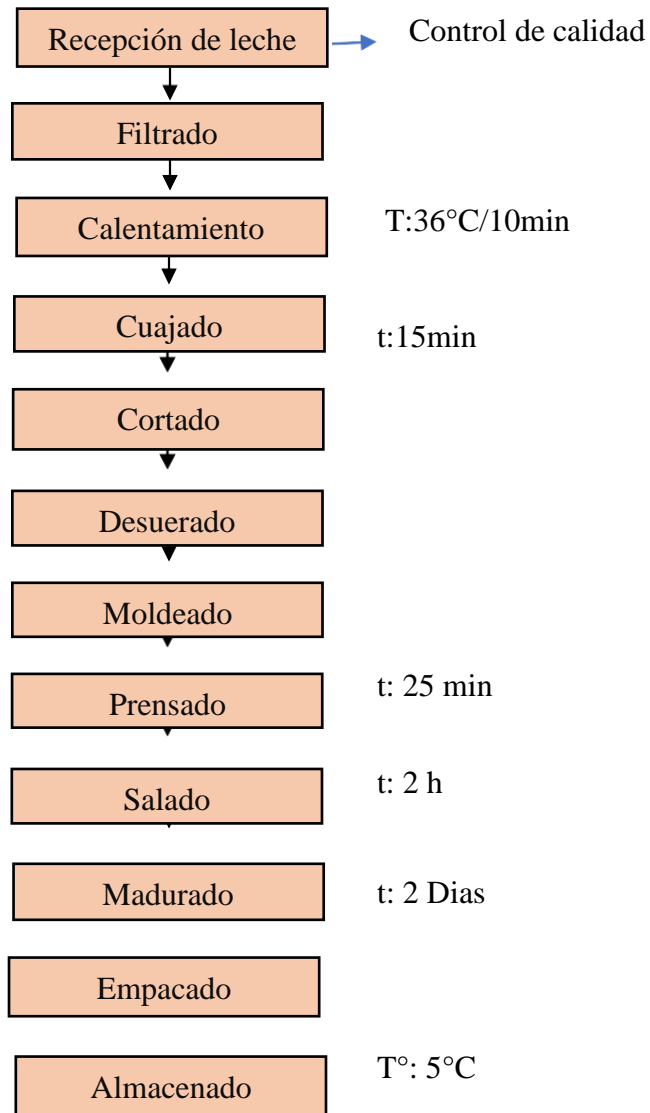 Recepción de leche
Control de calidad
Filtrado
Calentamiento
T:36°C/10min
Cuajado
t:15min
Cortado
Desuerado
Moldeado
Prensado
t: 25 min
Salado
t: 2 h
Madurado
t: 2 Dias
Empacado
Almacenado
T°: 5°C